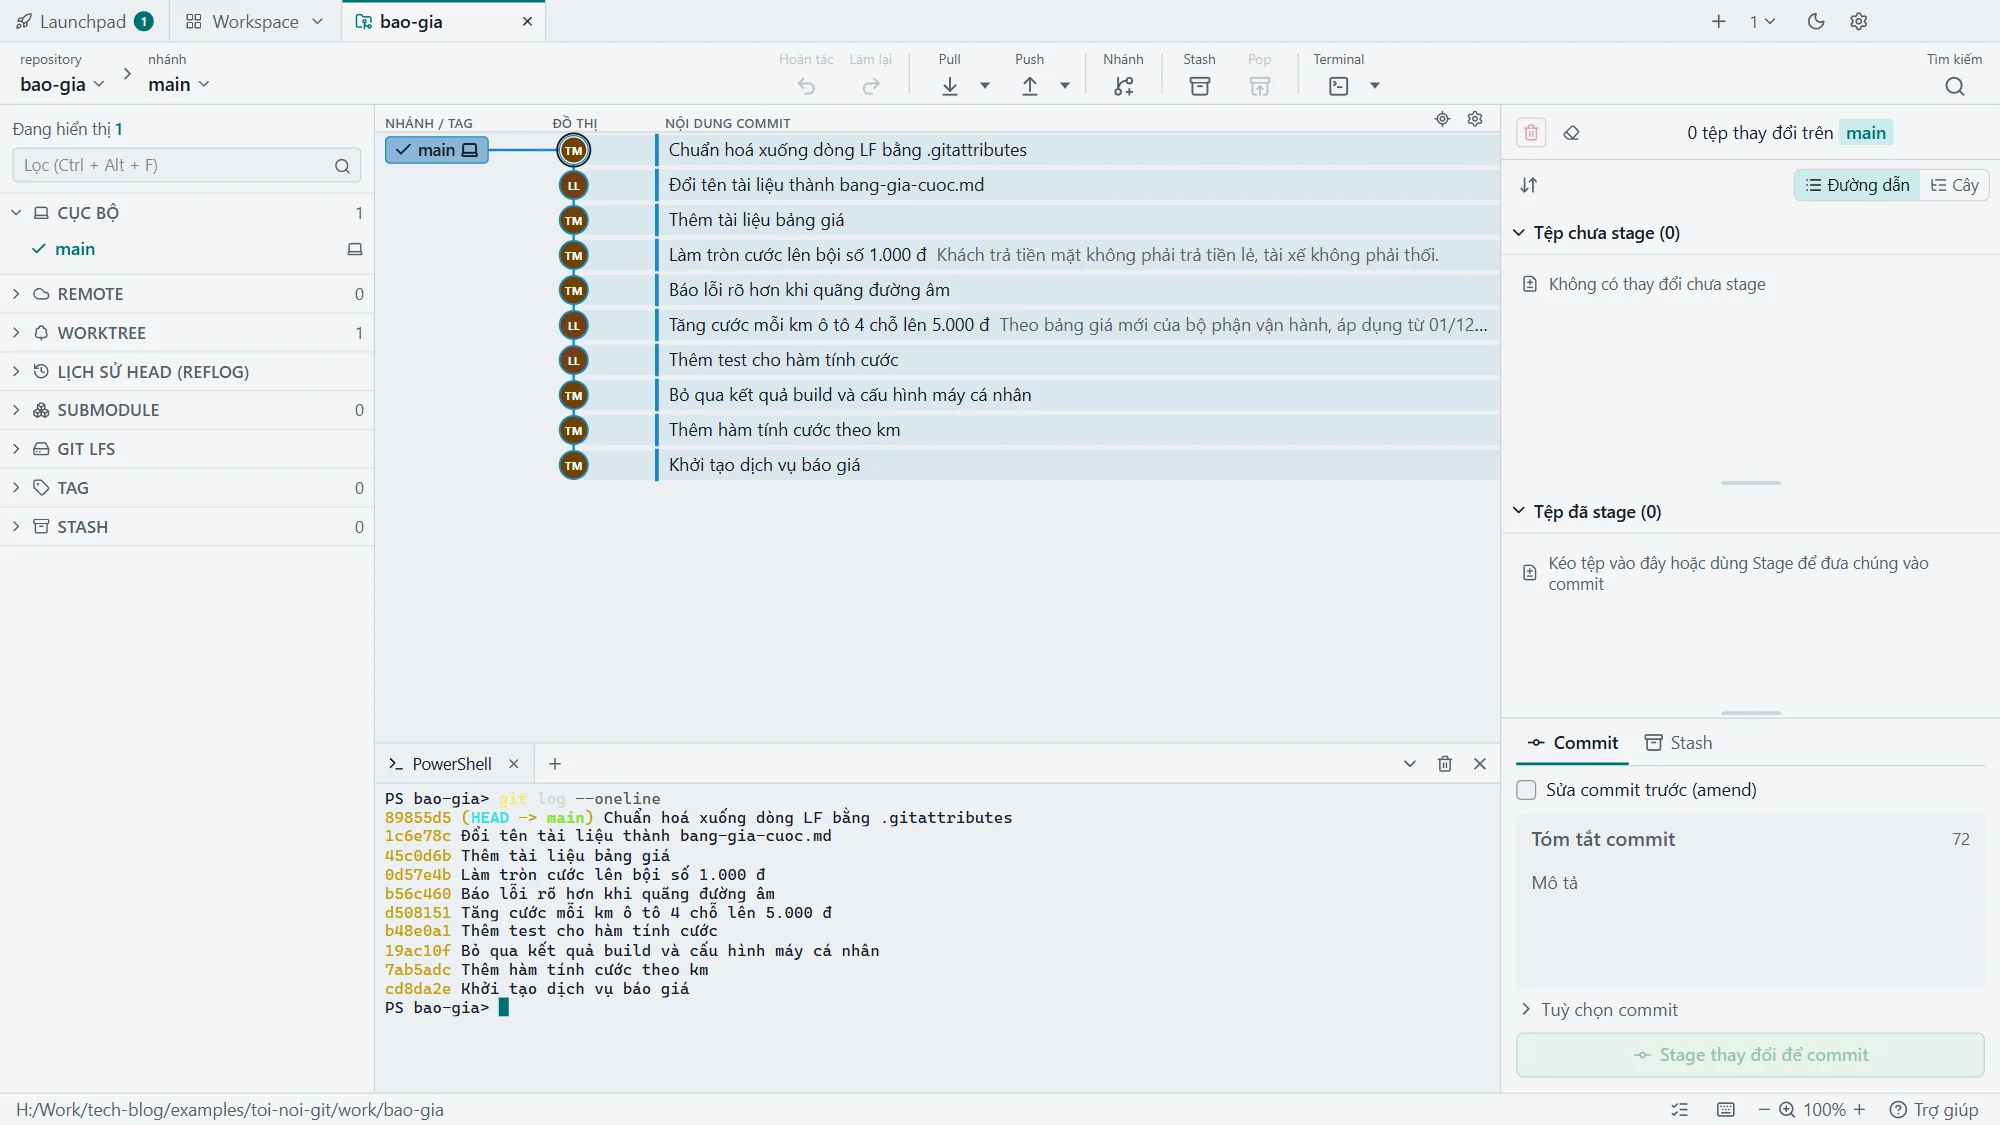 Launchpad 1
Workspace
bao-gia
1
repository
bao-gia
nhánh
main
Hoàn tác
Làm lại
Pull
Push
Nhánh
Stash
Pop
Terminal
Tìm kiếm
Đang hiển thị 1
Lọc (Ctrl + Alt + F)
CỤC BỘ 1
main
REMOTE 0
WORKTREE 1
LỊCH SỬ HEAD (REFLOG)
SUBMODULE 0
GIT LFS
TAG 0
STASH 0
NHÁNH / TAG ĐỒ THỊ NỘI DUNG COMMIT
main TM Chuẩn hoá xuống dòng LF bằng .gitattributes
LL Đổi tên tài liệu thành bang-gia-cuoc.md
TM Thêm tài liệu bảng giá
TM Làm tròn cước lên bội số 1.000 đ Khách trả tiền mặt không phải trả tiền lẻ, tài xế không phải thối.
TM Báo lỗi rõ hơn khi quãng đường âm
LL Tăng cước mỗi km ô tô 4 chỗ lên 5.000 đ Theo bảng giá mới của bộ phận vận hành, áp dụng từ 01/12...
LL Thêm test cho hàm tính cước
TM Bỏ qua kết quả build và cấu hình máy cá nhân
TM Thêm hàm tính cước theo km
TM Khởi tạo dịch vụ báo giá
PowerShell
PS bao-gia> git log --oneline
89855d5 (HEAD -> main) Chuẩn hoá xuống dòng LF bằng .gitattributes
1c6e78c Đổi tên tài liệu thành bang-gia-cuoc.md
45c0d6b Thêm tài liệu bảng giá
0d57e4b Làm tròn cước lên bội số 1.000 đ
b56c460 Báo lỗi rõ hơn khi quãng đường âm
d508151 Tăng cước mỗi km ô tô 4 chỗ lên 5.000 đ
b48e0a1 Thêm test cho hàm tính cước
19ac10f Bỏ qua kết quả build và cấu hình máy cá nhân
7ab5adc Thêm hàm tính cước theo km
cd8da2e Khởi tạo dịch vụ báo giá
PS bao-gia>
0 tệp thay đổi trên main
Đường dẫn
Cây
Tệp chưa stage (0)
Không có thay đổi chưa stage
Tệp đã stage (0)
Kéo tệp vào đây hoặc dùng Stage để đưa chúng vào
commit
Commit
Stash
Sửa commit trước (amend)
Tóm tắt commit 72
Mô tả
Tuỳ chọn commit
Stage thay đổi để commit
H:/Work/tech-blog/examples/toi-noi-git/work/bao-gia
100%
Trợ giúp